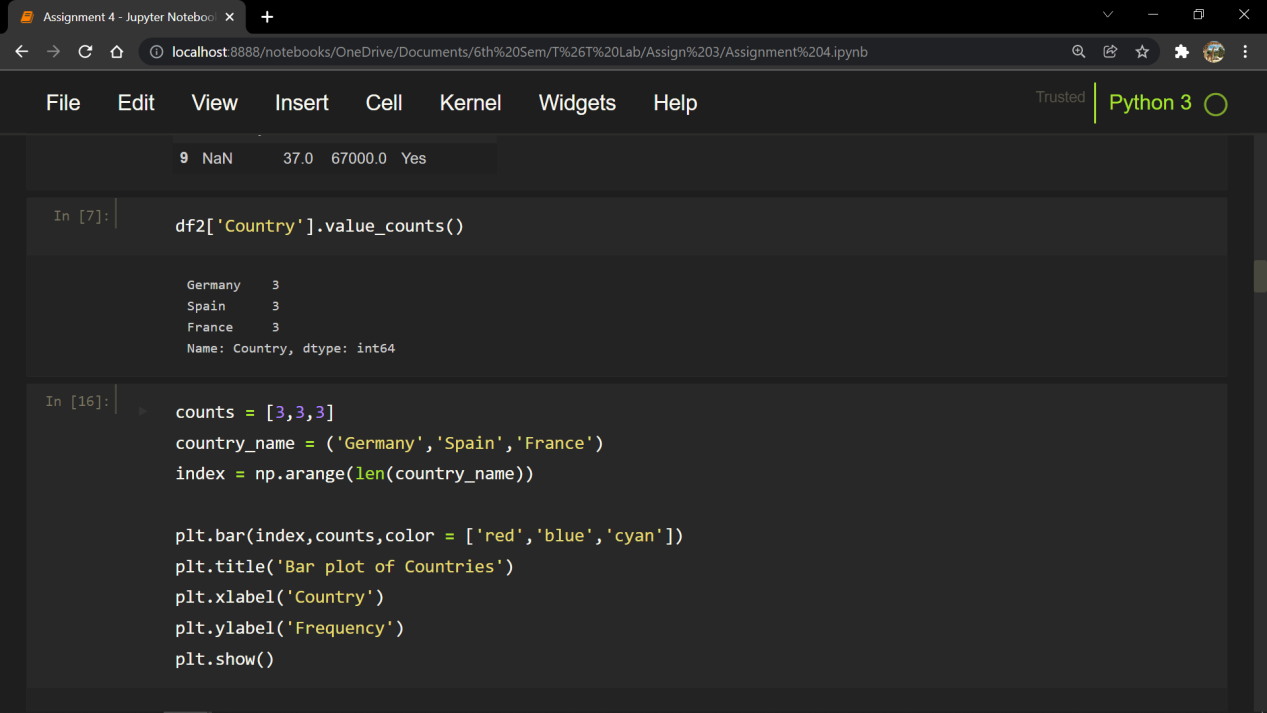 Assignment 4 - Jupyter Noteboo
localhost:8888/notebooks/OneDrive/Documents/6th%20Sem/T%26T%20Lab/Assign%203/Assignment%204.ipynb
File Edit View Insert Cell Kernel Widgets Help Trusted Python 3
9 NaN 37.0 67000.0 Yes
In [7]:
df2['Country'].value_counts()
Germany 3
Spain 3
France 3
Name: Country, dtype: int64
In [16]:
counts = [3,3,3]
country_name = ('Germany','Spain','France')
index = np.arange(len(country_name))
plt.bar(index,counts,color = ['red','blue','cyan'])
plt.title('Bar plot of Countries')
plt.xlabel('Country')
plt.ylabel('Frequency')
plt.show()